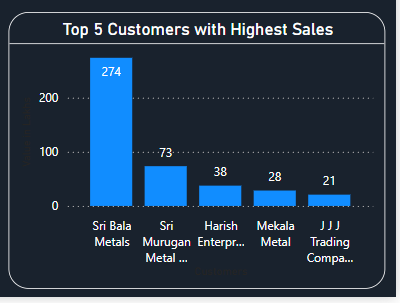 Top 5 Customers with Highest Sales
274
200
73
100
38
28
21
0
Sri Bala
Metals
Sri
Murugan
Metal ...
Harish
Enterpr...
Mekala
Metal
J J J
Trading
Compa...